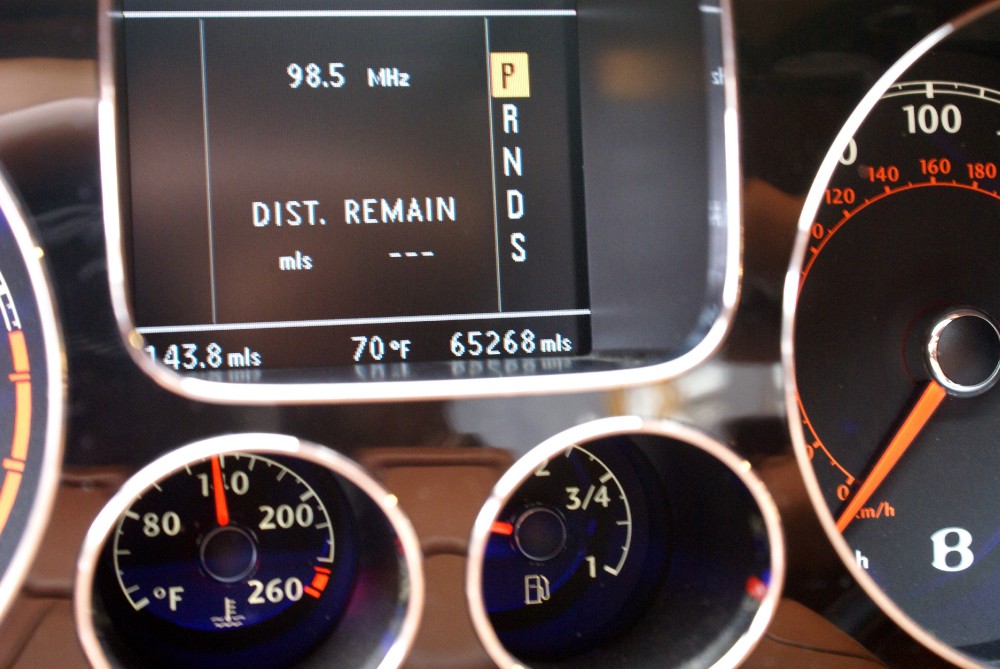 98.5 MHz
P
R
N
D
S
DIST. REMAIN
mls ---
143.8 mls 70°F 65268 mls
100
120 140 160 180
0
km/h
B
80 140 200 260
°F
3/4
1